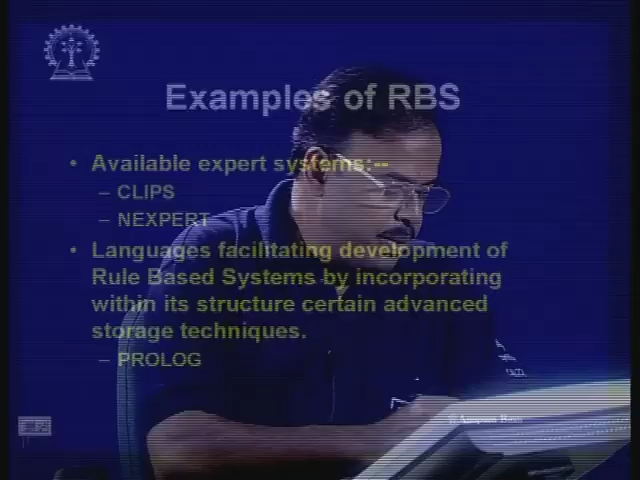 Examples of RBS
• Available expert systems:--
– CLIPS
– NEXPERT
• Languages facilitating development of
Rule Based Systems by incorporating
within its structure certain advanced
storage techniques.
– PROLOG